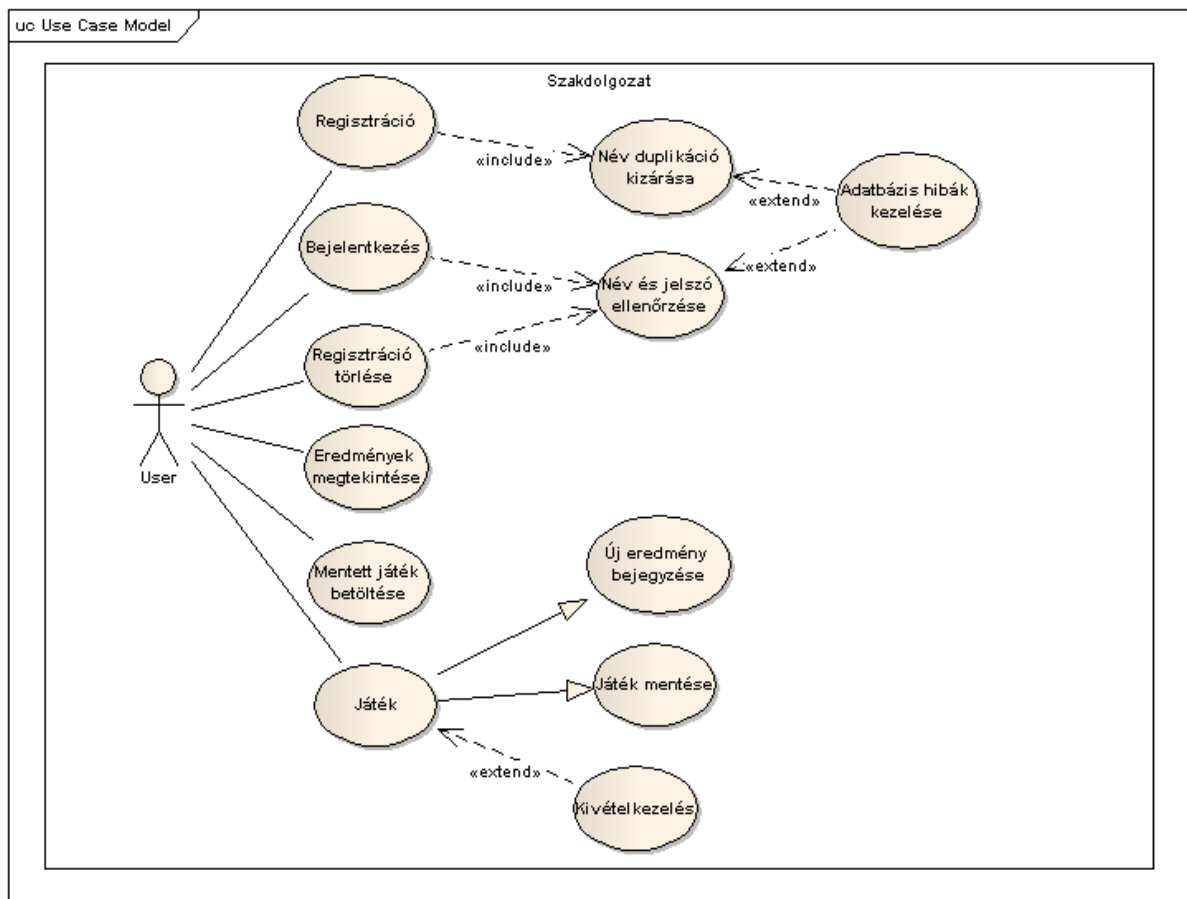 uc Use Case Model
Szakdolgozat
Regisztráció
«include»
Név duplikáció
kizárása
«extend»
Adatbázis hibák
kezelése
Bejelentkezés
«include»
Név és jelszó
ellenőrzése
«extend»
Regisztráció
törlése
«include»
User
Eredmények
megtekintése
Mentett játék
betöltése
Új eredmény
bejegyzése
Játék
Játék mentése
«extend»
Kivételkezelés